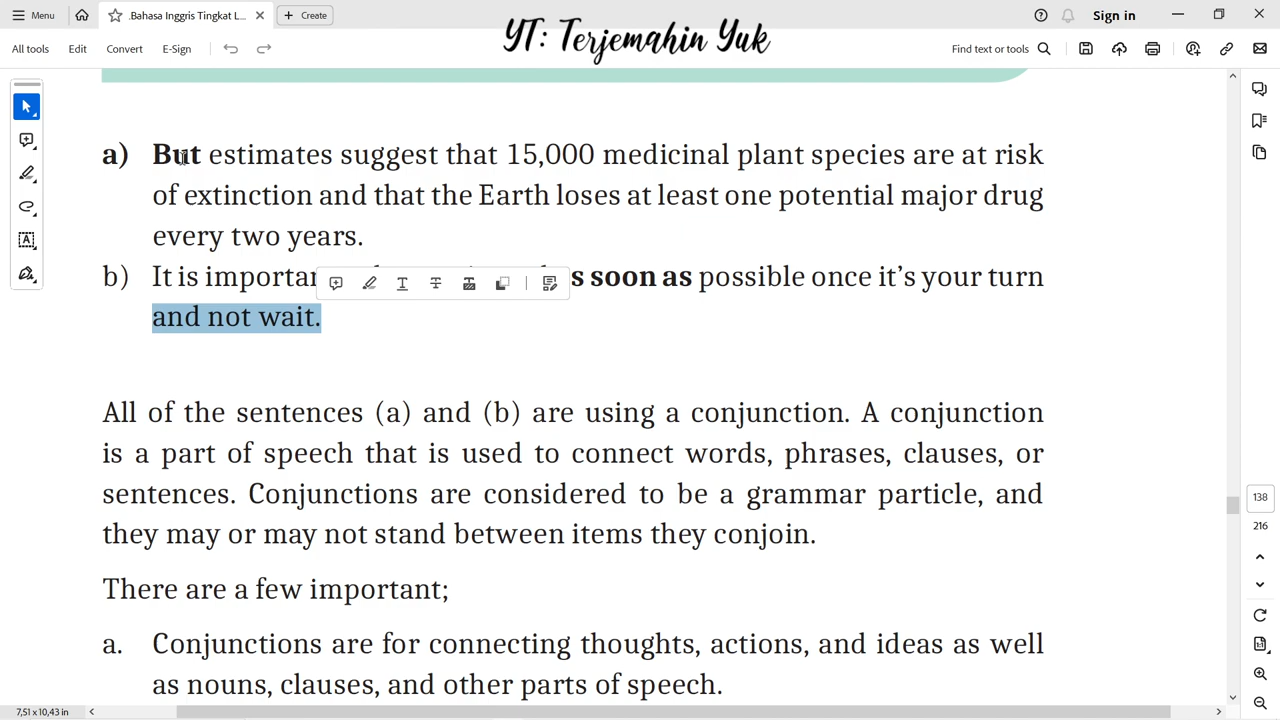 Menu
.Bahasa Inggris Tingkat L...
Create
Sign in
YT: Terjemahin Yuk
All tools
Edit
Convert
E-Sign
Find text or tools
a) But estimates suggest that 15,000 medicinal plant species are at risk
of extinction and that the Earth loses at least one potential major drug
every two years.
b) It is important s soon as possible once it's your turn
and not wait.
All of the sentences (a) and (b) are using a conjunction. A conjunction
is a part of speech that is used to connect words, phrases, clauses, or
sentences. Conjunctions are considered to be a grammar particle, and
they may or may not stand between items they conjoin.
There are a few important;
a. Conjunctions are for connecting thoughts, actions, and ideas as well
as nouns, clauses, and other parts of speech.
138
216
7,51 x 10,43 in